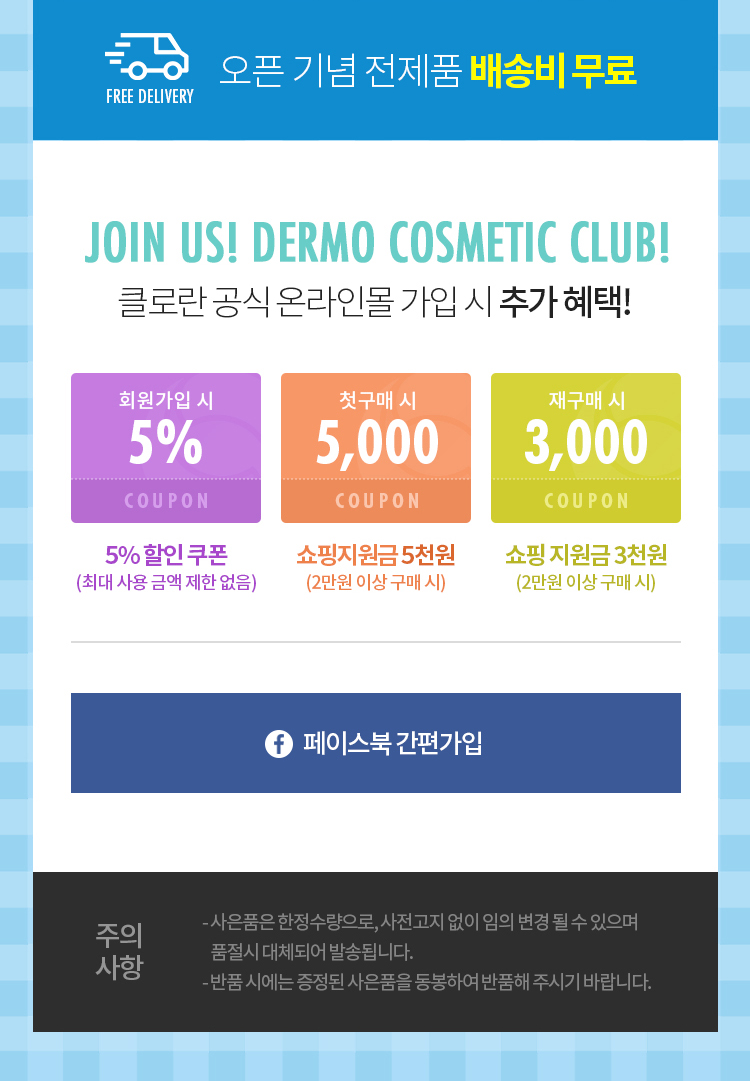 FREE DELIVERY
오픈 기념 전제품 배송비 무료
JOIN US! DERMO COSMETIC CLUB!
클로란 공식 온라인몰 가입 시 추가 혜택!
회원가입 시
5%
COUPON
5% 할인 쿠폰
(최대 사용 금액 제한 없음)
첫구매 시
5,000
COUPON
쇼핑지원금 5천원
(2만원 이상 구매 시)
재구매 시
3,000
COUPON
쇼핑 지원금 3천원
(2만원 이상 구매 시)
페이스북 간편가입
주의
사항
- 사은품은 한정수량으로, 사전고지 없이 임의 변경 될 수 있으며
품절시 대체되어 발송됩니다.
- 반품 시에는 증정된 사은품을 동봉하여 반품해 주시기 바랍니다.